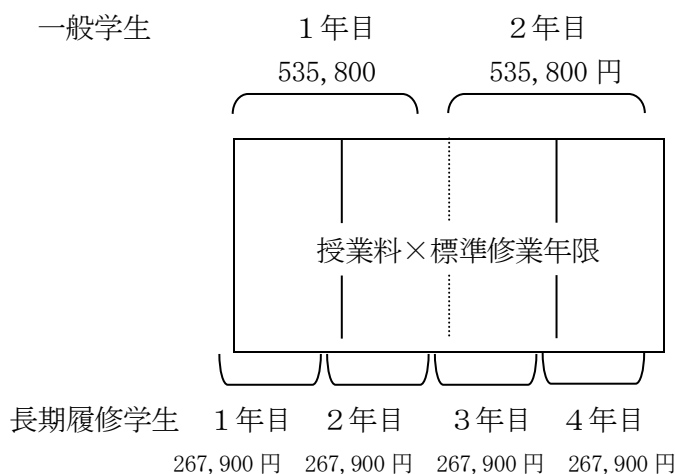 一般学生 １年目 ２年目
535,800 535,800 円
授業料×標準修業年限
長期履修学生 １年目 ２年目 ３年目 ４年目
267,900 円 267,900 円 267,900 円 267,900 円